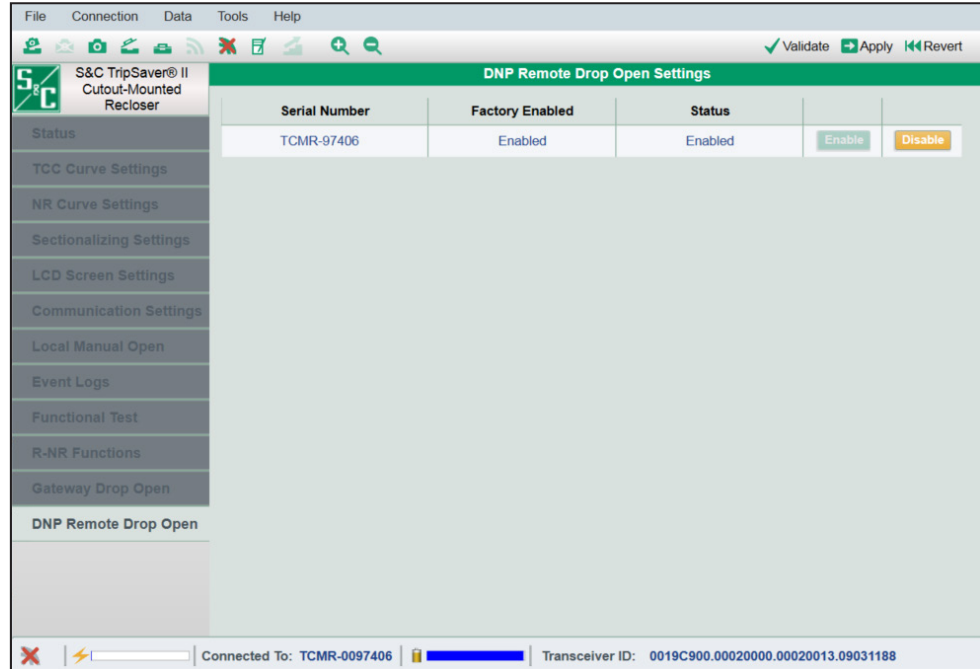 File Connection Data Tools Help
Validate Apply Revert
S&C
S&C TripSaver® II
Cutout-Mounted
Recloser
DNP Remote Drop Open Settings
Serial Number Factory Enabled Status
TCMR-97406 Enabled Enabled Enable Disable
Status
TCC Curve Settings
NR Curve Settings
Sectionalizing Settings
LCD Screen Settings
Communication Settings
Local Manual Open
Event Logs
Functional Test
R-NR Functions
Gateway Drop Open
DNP Remote Drop Open
Connected To: TCMR-0097406 Transceiver ID: 0019C900.00020000.00020013.09031188